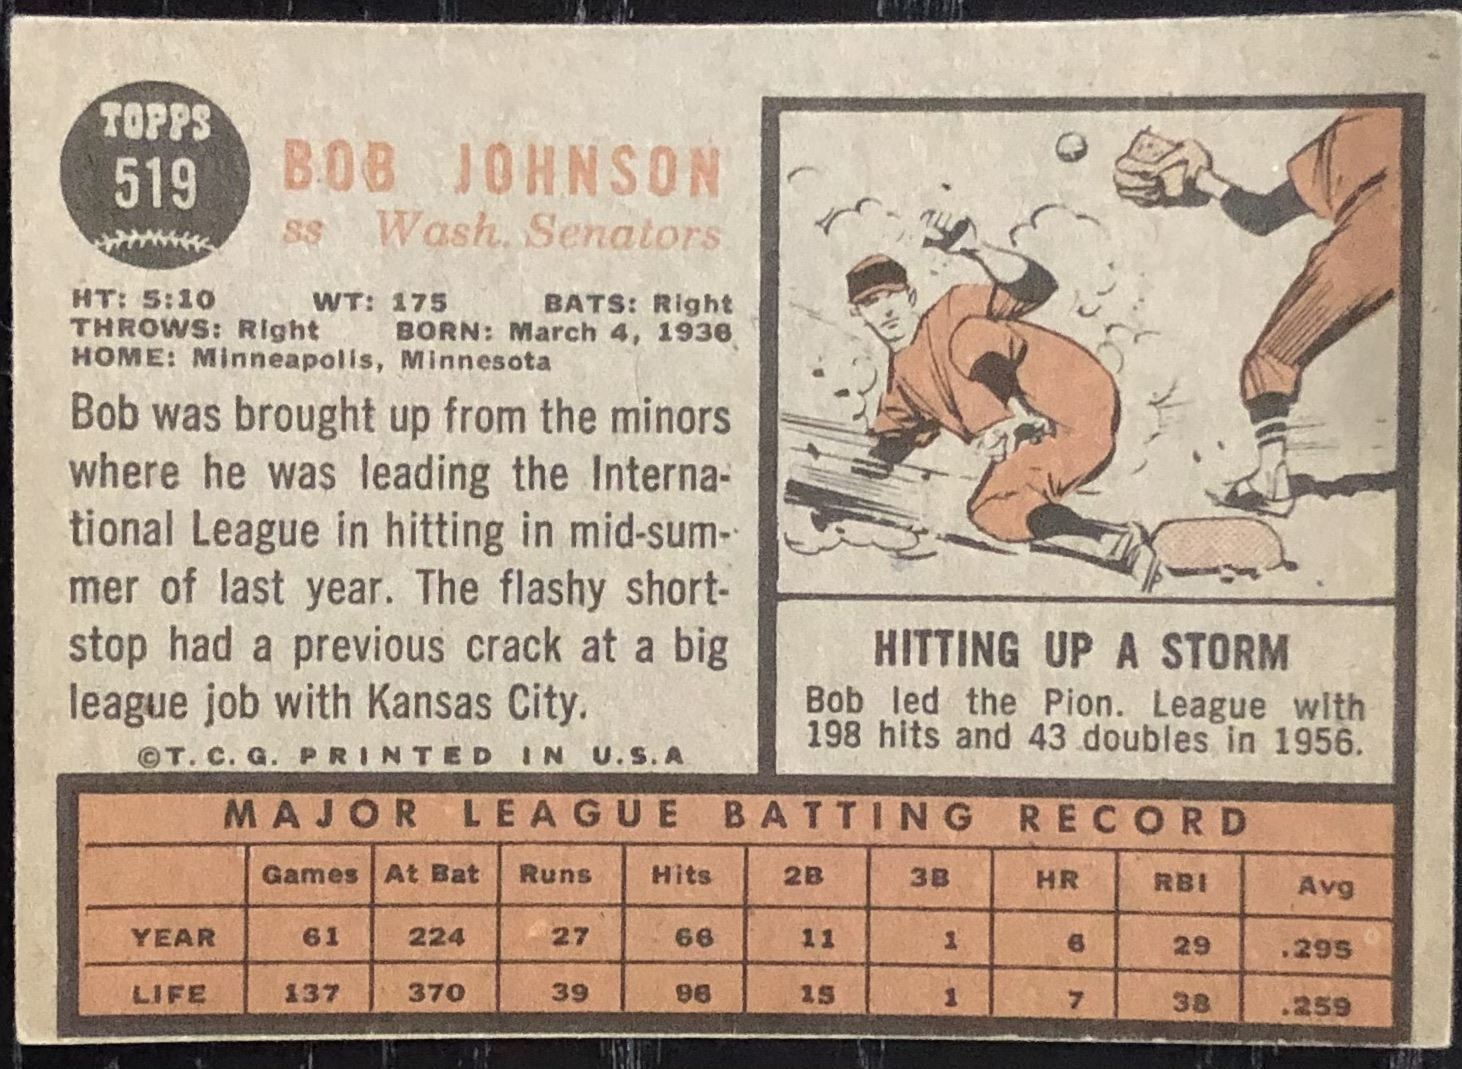 TOPPS
519
BOB JOHNSON
ss Wash. Senators
HT: 5:10 WT: 175 BATS: Right
THROWS: Right BORN: March 4, 1936
HOME: Minneapolis, Minnesota
Bob was brought up from the minors
where he was leading the Interna-
tional League in hitting in mid-sum-
mer of last year. The flashy short-
stop had a previous crack at a big
league job with Kansas City.
©T.C.G. PRINTED IN U.S.A
HITTING UP A STORM
Bob led the Pion. League with
198 hits and 43 doubles in 1956.
MAJOR LEAGUE BATTING RECORD
Games At Bat Runs Hits 2B 3B HR RBI Avg
YEAR 61 224 27 66 11 1 6 29 .295
LIFE 137 370 39 96 15 1 7 38 .259